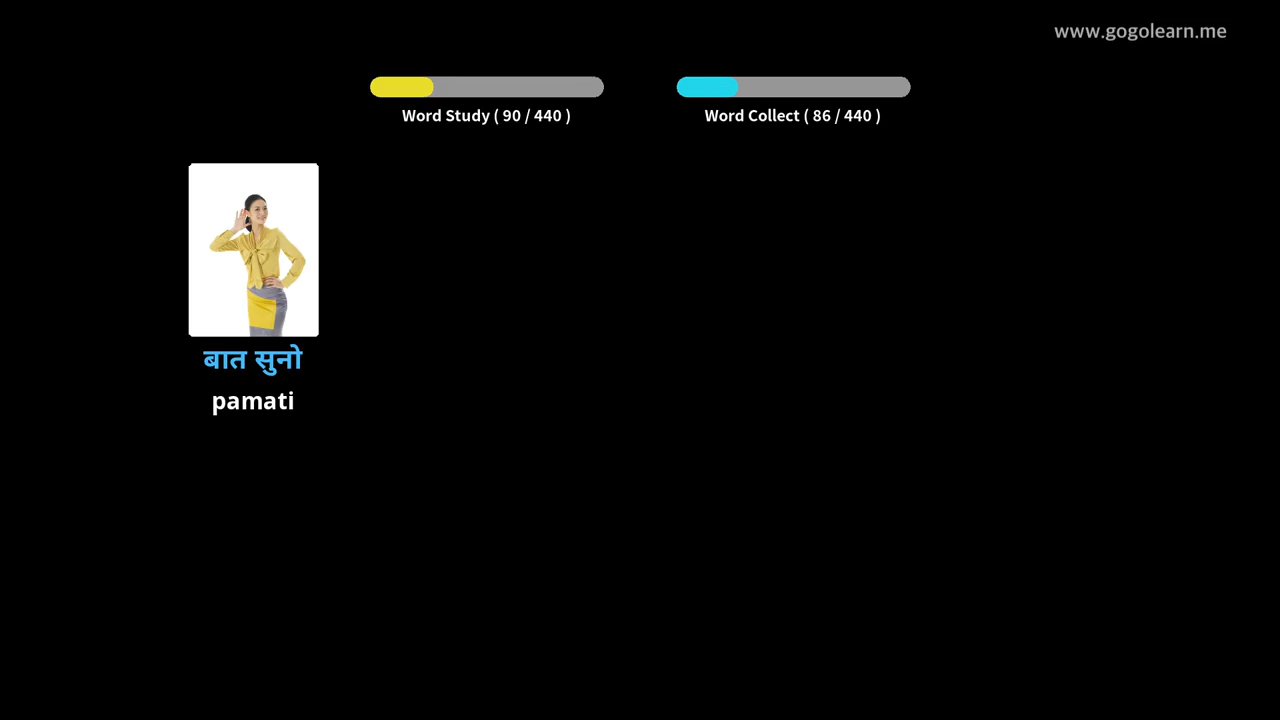 www.gogolearn.me
Word Study ( 90 / 440 )
Word Collect ( 86 / 440 )
बात सुनो
pamati